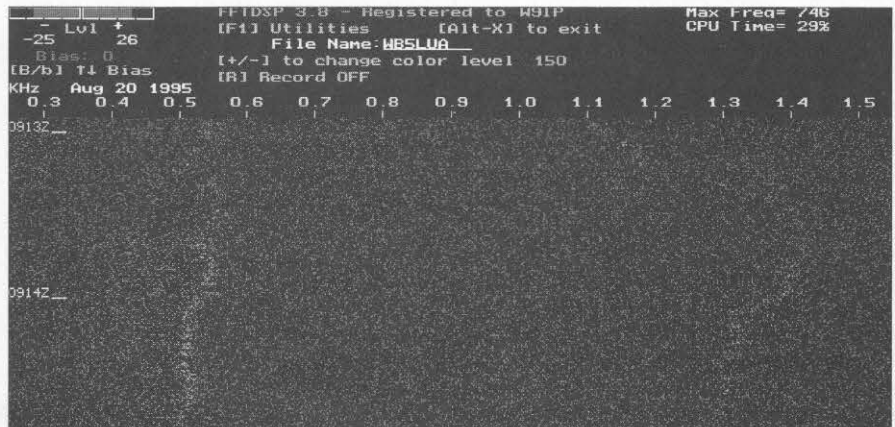 FFTDSP 3.8 - Registered to W9IP
Max Freq= 746
- Lvl +
[F1] Utilities [Alt-X] to exit
CPU Time= 29%
-25 26
File Name: WB5LUA
Bias: 0
[+/-] to change color level 150
[B/b] ↑↓ Bias
[R] Record OFF
KHz Aug 20 1995
0.3 0.4 0.5 0.6 0.7 0.8 0.9 1.0 1.1 1.2 1.3 1.4 1.5
0913Z
0914Z